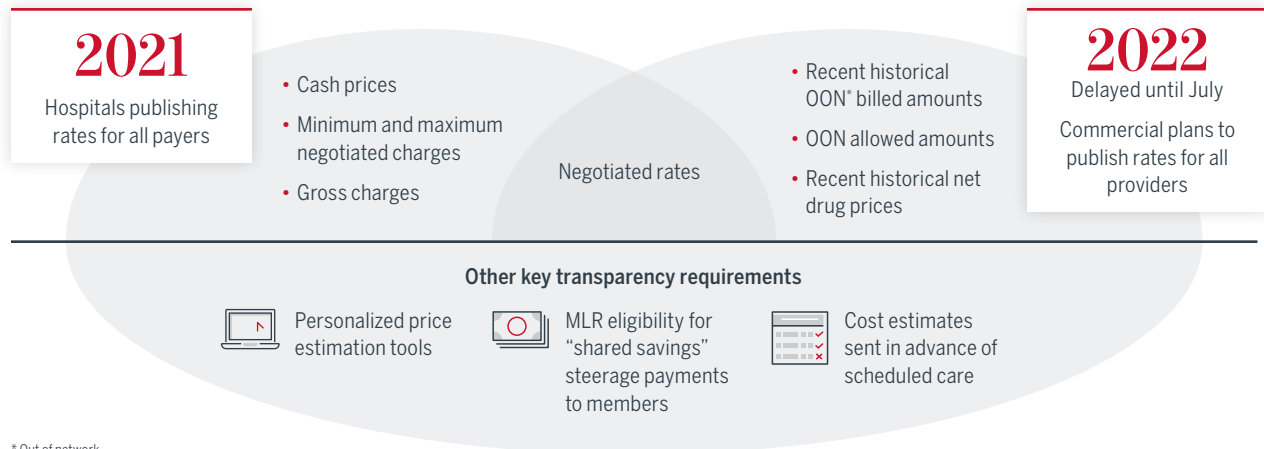 2021
Hospitals publishing
rates for all payers
• Cash prices
• Minimum and maximum
negotiated charges
• Gross charges
Negotiated rates
• Recent historical
OON* billed amounts
• OON allowed amounts
• Recent historical net
drug prices
2022
Delayed until July
Commercial plans to
publish rates for all
providers
Other key transparency requirements
Personalized price
estimation tools
MLR eligibility for
“shared savings”
steerage payments
to members
Cost estimates
sent in advance of
scheduled care
* Out of network